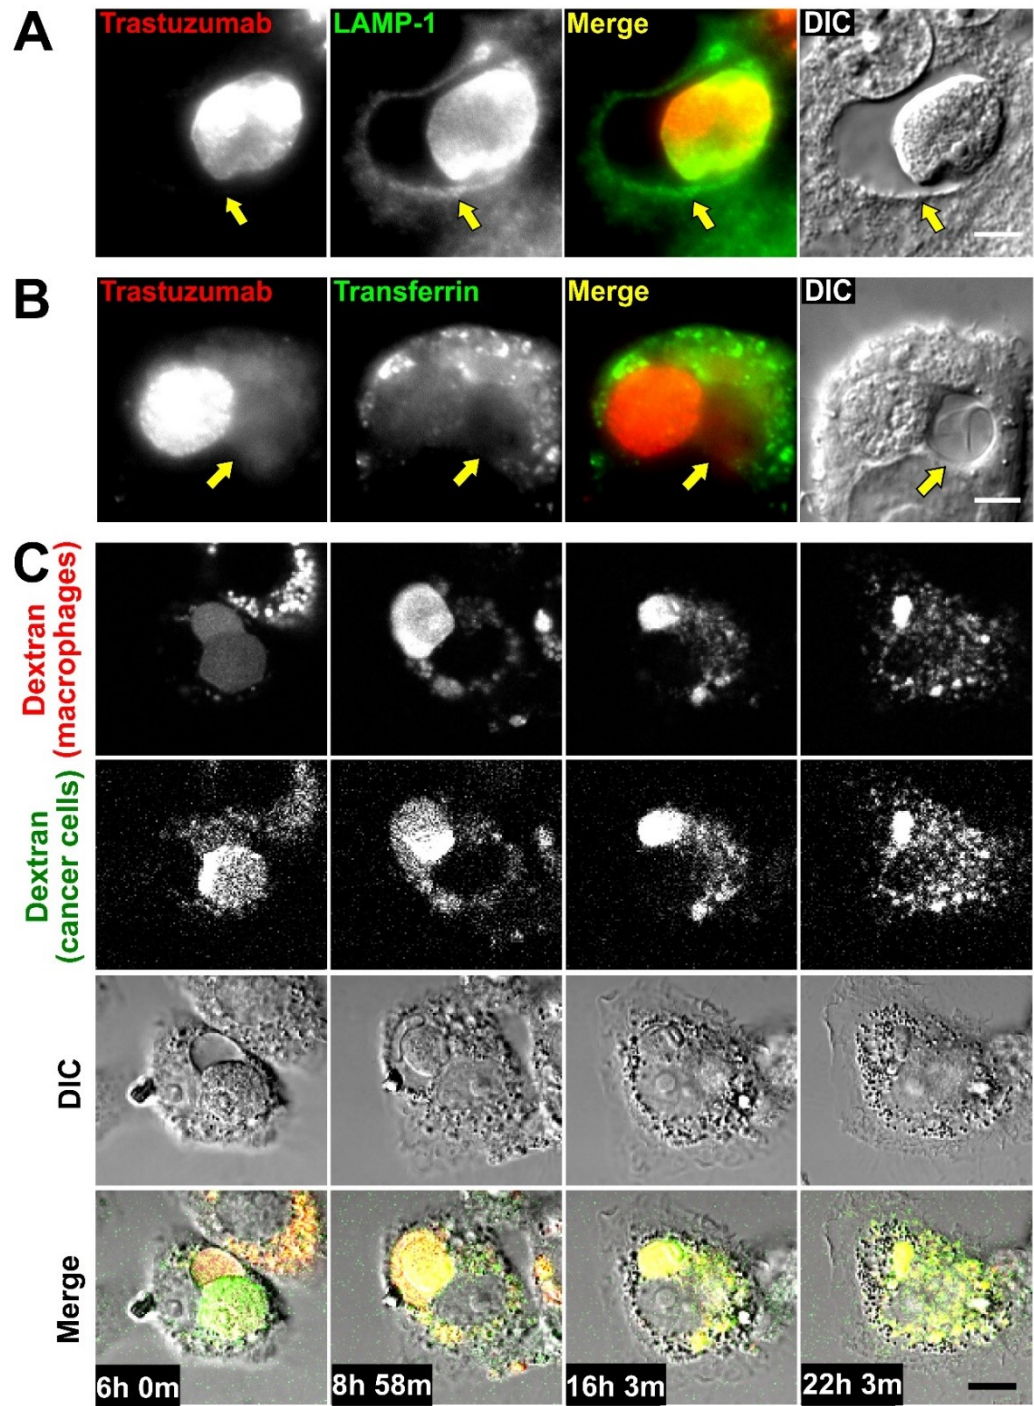 A
Trastuzumab
LAMP-1
Merge
DIC
B
Trastuzumab
Transferrin
Merge
DIC
C
Dextran
(macrophages)
Dextran
(cancer cells)
DIC
Merge
6h 0m
8h 58m
16h 3m
22h 3m